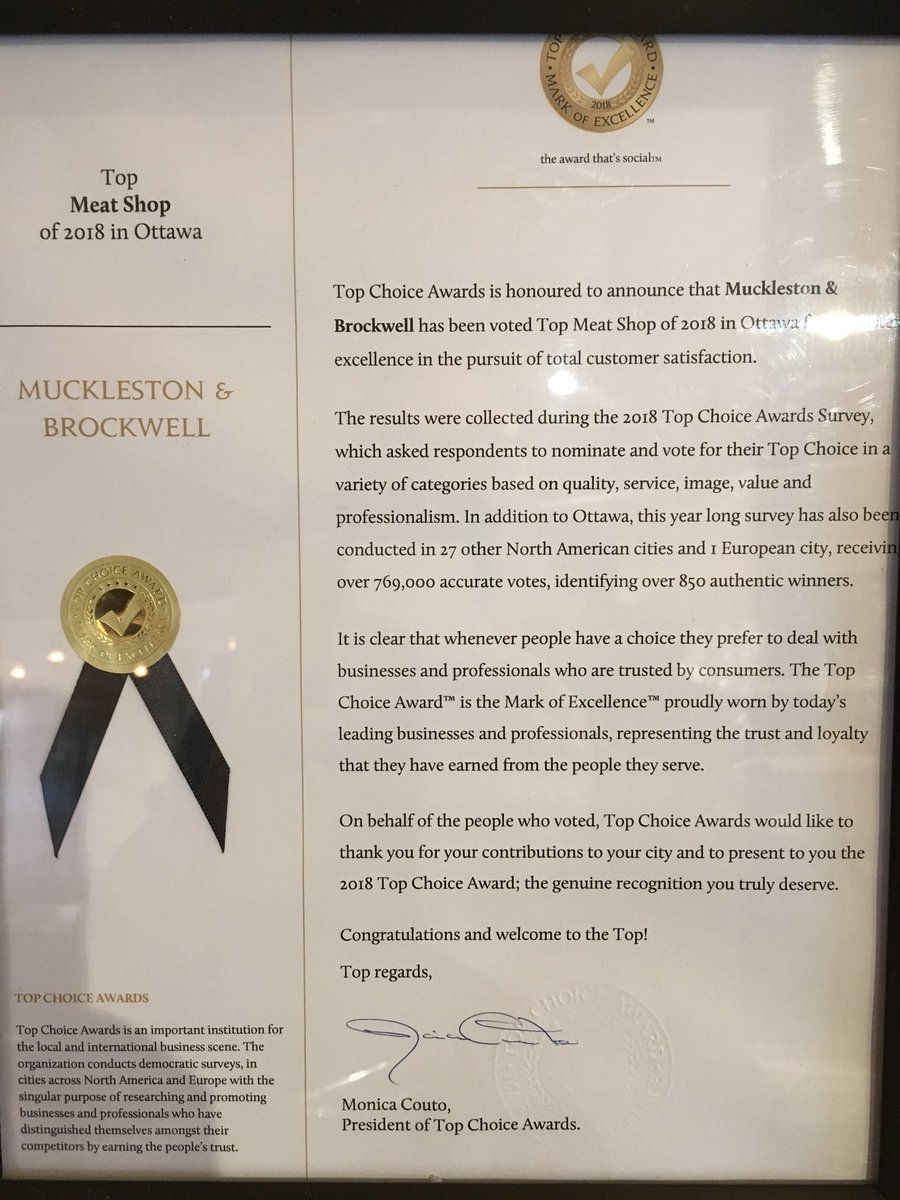 Top
Meat Shop
of 2018 in Ottawa
MUCKLESTON &
BROCKWELL
TOP CHOICE AWARD
MARK OF EXCELLENCE
TOP CHOICE AWARDS
Top Choice Awards is an important institution for
the local and international business scene. The
organization conducts democratic surveys, in
cities across North America and Europe with the
singular purpose of researching and promoting
businesses and professionals who have
distinguished themselves amongst their
competitors by earning the people's trust.
TOP ARD
2018
MARK OF EXCELLENCE
TM
the award that's social™
Top Choice Awards is honoured to announce that Muckleston &
Brockwell has been voted Top Meat Shop of 2018 in Ottawa
excellence in the pursuit of total customer satisfaction.
The results were collected during the 2018 Top Choice Awards Survey,
which asked respondents to nominate and vote for their Top Choice in a
variety of categories based on quality, service, image, value and
professionalism. In addition to Ottawa, this year long survey has also been
conducted in 27 other North American cities and 1 European city, receivin
over 769,000 accurate votes, identifying over 850 authentic winners.
It is clear that whenever people have a choice they prefer to deal with
businesses and professionals who are trusted by consumers. The Top
Choice Award™ is the Mark of Excellence™ proudly worn by today's
leading businesses and professionals, representing the trust and loyalty
that they have earned from the people they serve.
On behalf of the people who voted, Top Choice Awards would like to
thank you for your contributions to your city and to present to you the
2018 Top Choice Award; the genuine recognition you truly deserve.
Congratulations and welcome to the Top!
Top regards,
CHOICE AWARD
Monica Couto,
President of Top Choice Awards.